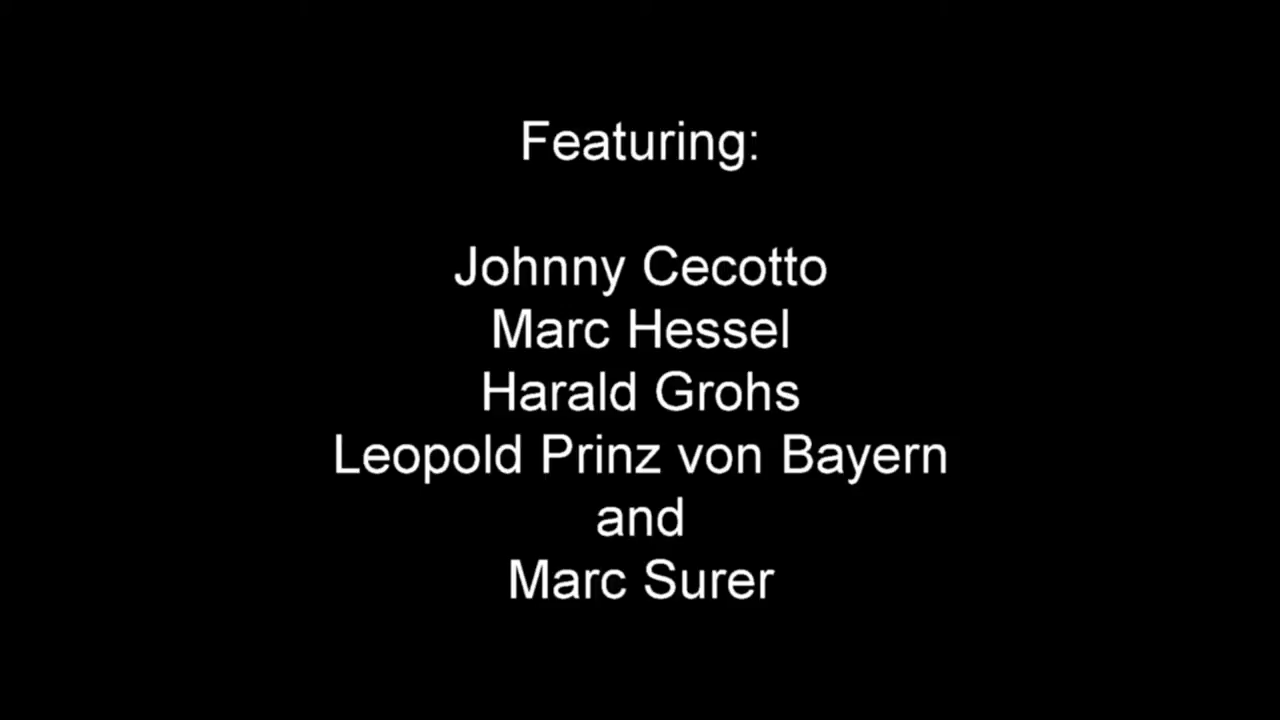 Featuring:
Johnny Cecotto
Marc Hessel
Harald Grohs
Leopold Prinz von Bayern
and
Marc Surer